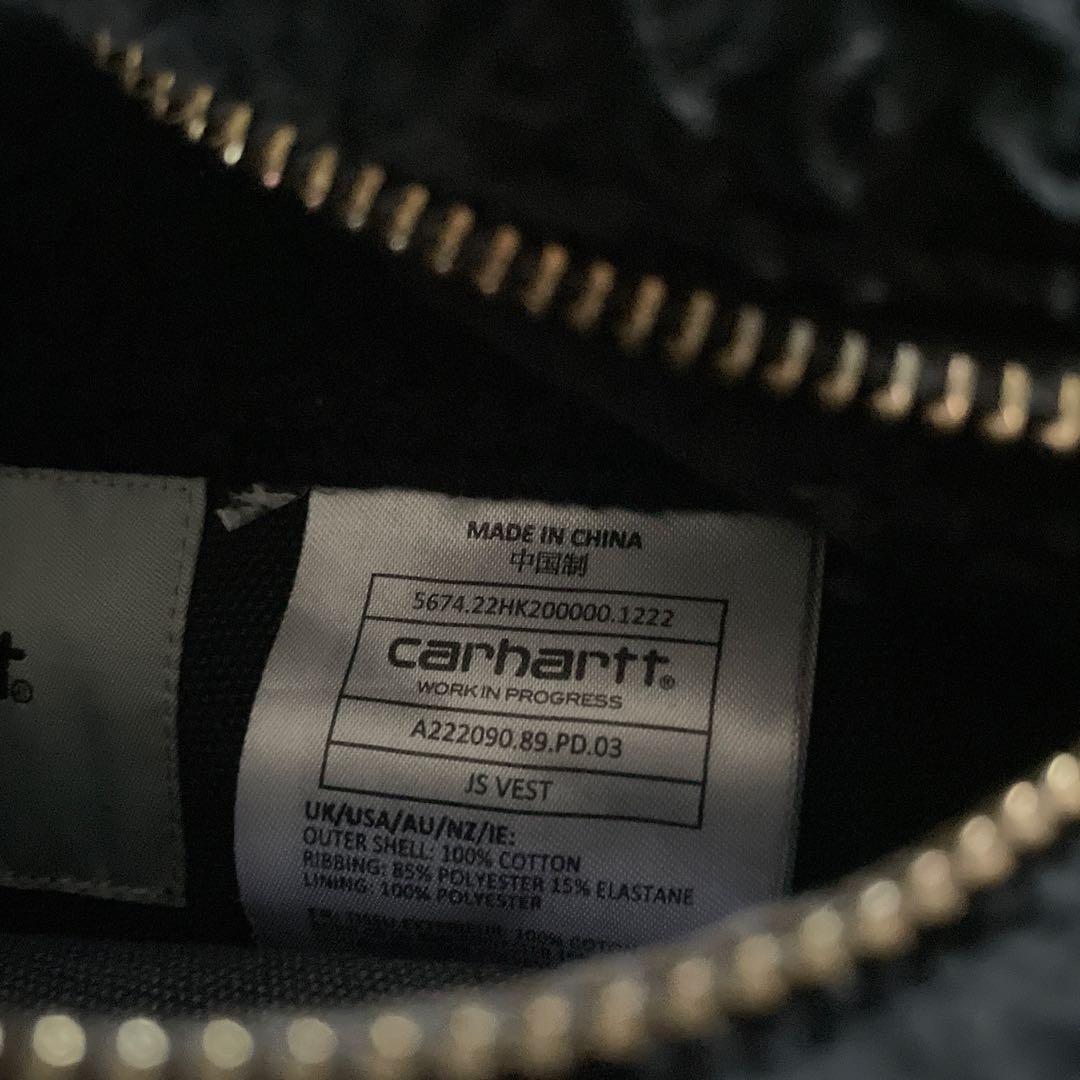 MADE IN CHINA
中国制
5674.22HK200000.1222
carhartt®
WORK IN PROGRESS
A222090.89.PD.03
JS VEST
UK/USA/AU/NZ/IE:
OUTER SHELL: 100% COTTON
RIBBING: 85% POLYESTER 15% ELASTANE
LINING: 100% POLYESTER
t®